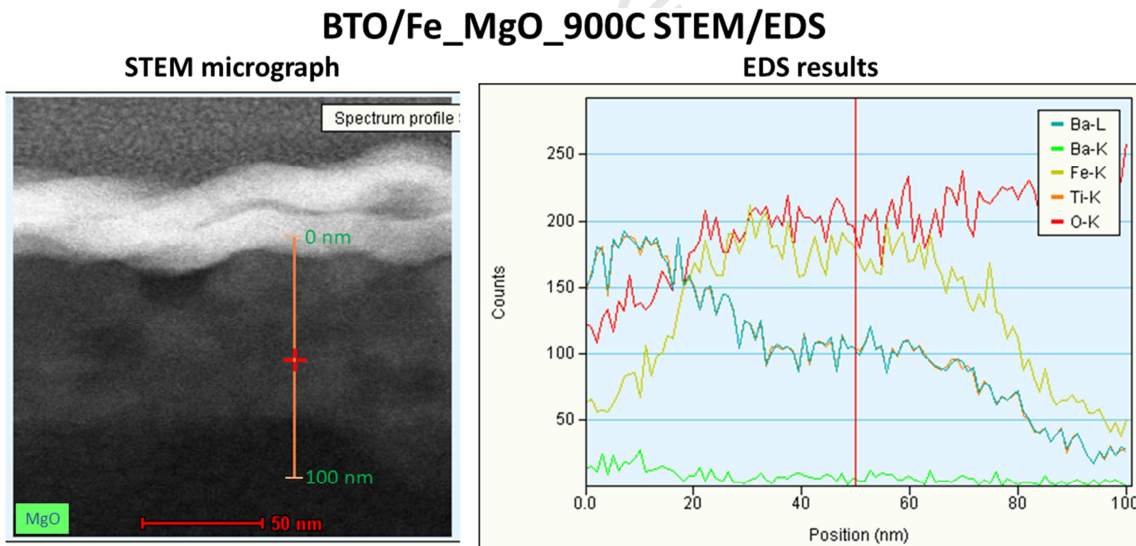 BTO/Fe_MgO_900C STEM/EDS
STEM micrograph
EDS results
Spectrum profile
0 nm
100 nm
MgO
50 nm
250
200
150
100
50
Counts
0.0
20
40
60
80
100
Position (nm)
Ba-L
Ba-K
Fe-K
Ti-K
O-K